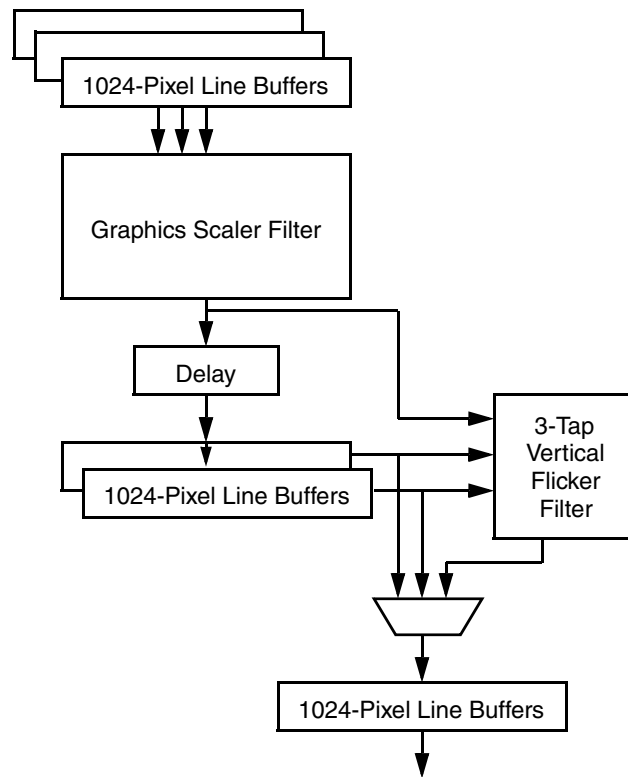 1024-Pixel Line Buffers
Graphics Scaler Filter
Delay
3-Tap
Vertical
Flicker
Filter
1024-Pixel Line Buffers
1024-Pixel Line Buffers